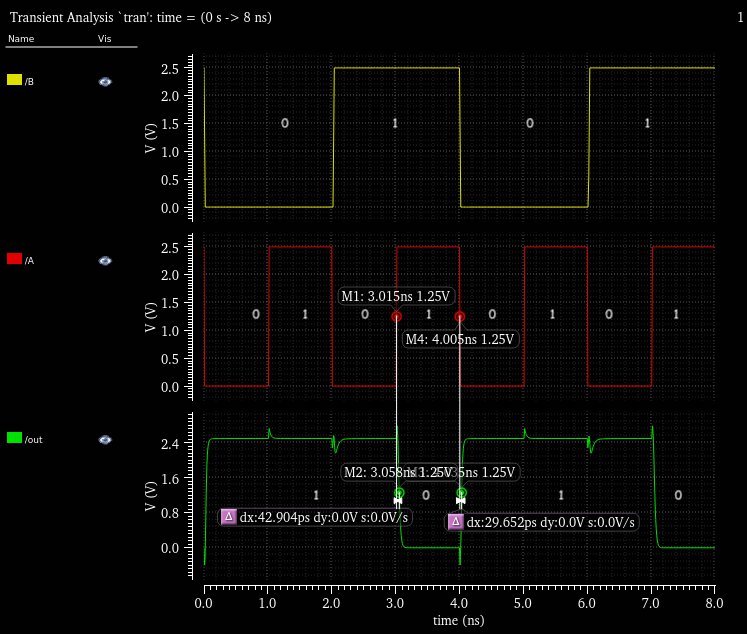 Transient Analysis `tran': time = (0 s -> 8 ns)
1
Name Vis
/B
V (V)
2.5
2.0
1.5
1.0
0.5
0.0
0 1 0 1
/A
V (V)
2.5
2.0
1.5
1.0
0.5
0.0
M1: 3.015ns 1.25V
0 1 0 1 0 1 0 1
M4: 4.005ns 1.25V
/out
V (V)
2.4
1.6
0.8
0.0
M2: 3.058ns 1.25V
1 0 1 0
Δ dx:42.904ps dy:0.0V s:0.0V/s
Δ dx:29.652ps dy:0.0V s:0.0V/s
0.0 1.0 2.0 3.0 4.0 5.0 6.0 7.0 8.0
time (ns)